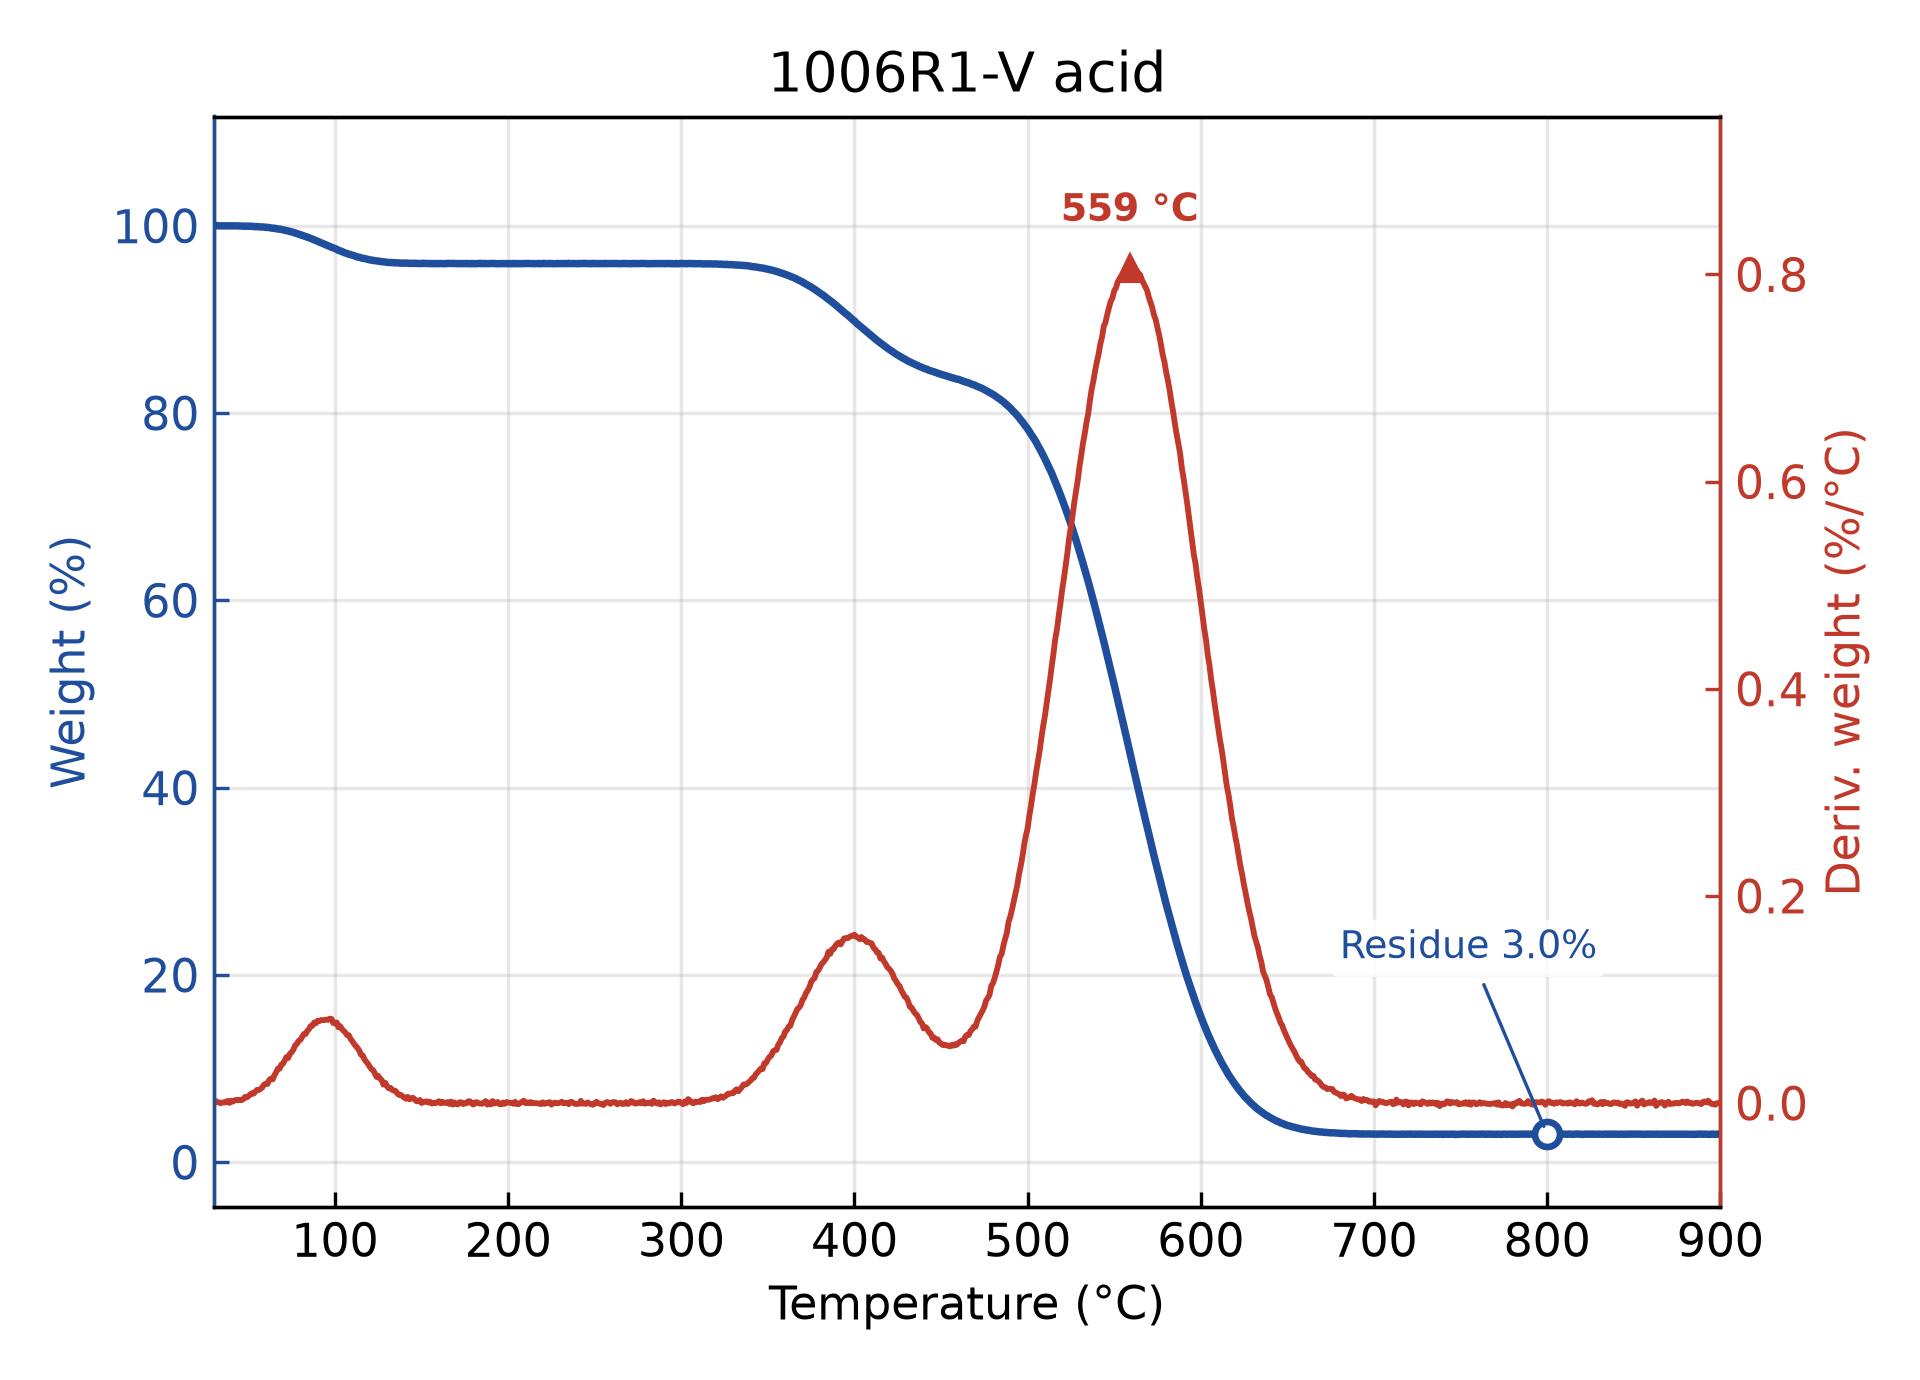 1006R1-V acid
559 °C
100
80
60
40
20
0
Weight (%)
0.8
0.6
0.4
0.2
0.0
Deriv. weight (%/°C)
Residue 3.0%
100 200 300 400 500 600 700 800 900
Temperature (°C)